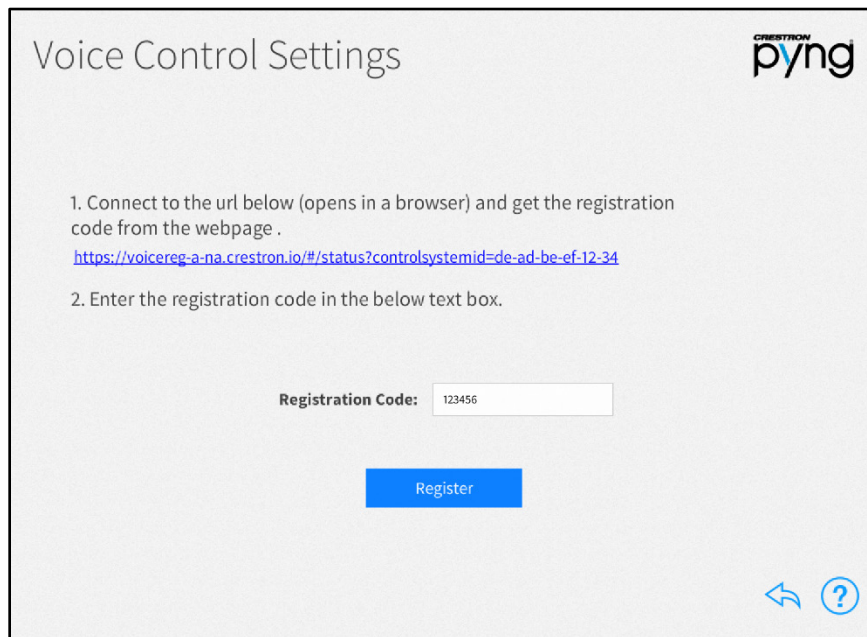 Voice Control Settings
CRESTRON
pyng
1. Connect to the url below (opens in a browser) and get the registration
code from the webpage .
https://voicereg-a-na.crestron.io/#/status?controlsystemid=de-ad-be-ef-12-34
2. Enter the registration code in the below text box.
Registration Code: 123456
Register
?